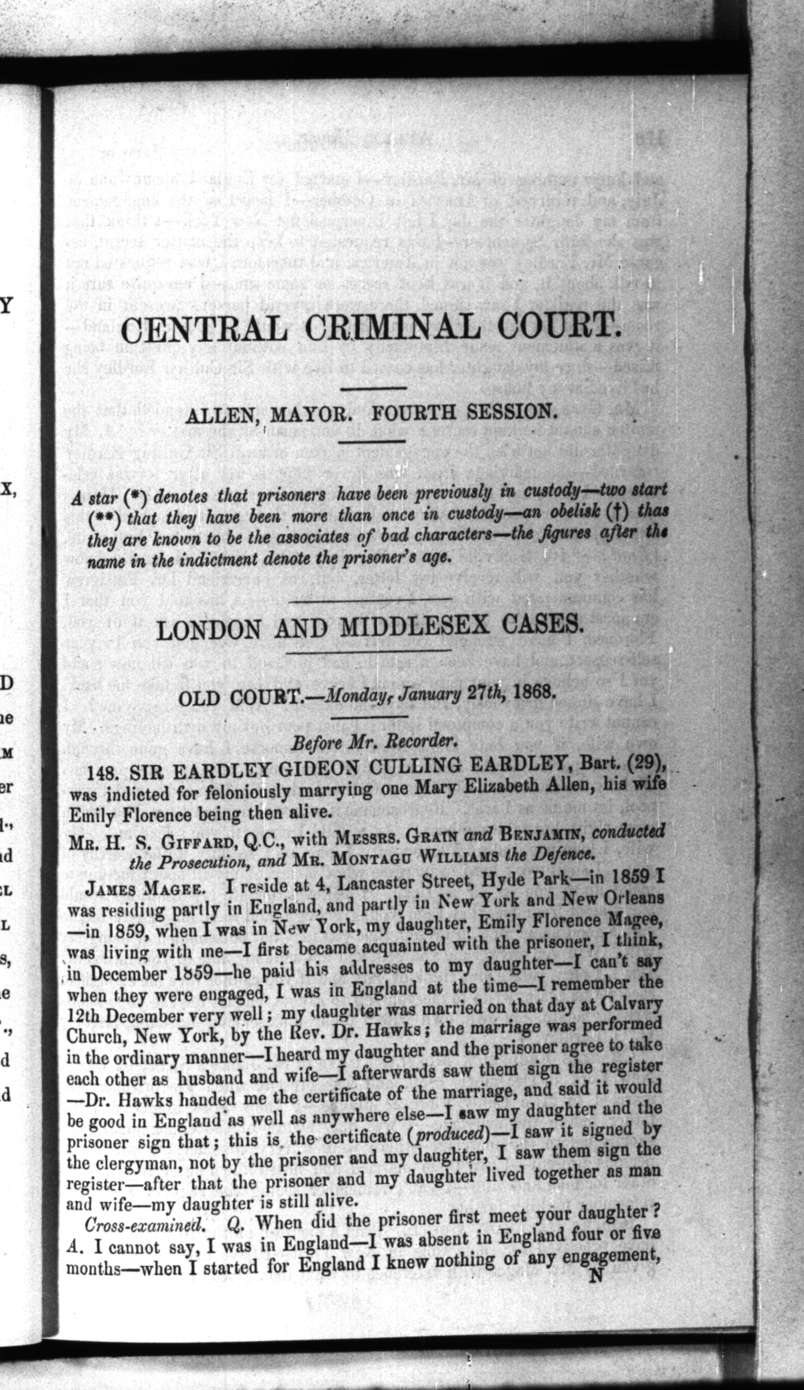 CENTRAL CRIMINAL COURT.
ALLEN, MAYOR. FOURTH SESSION.
A star (*) denotes that prisoners have been previously in custody—two start
(**) that they have been more than once in custody—an obelisk (†) thas
they are known to be the associates of bad characters—the figures after the
name in the indictment denote the prisoner's age.
LONDON AND MIDDLESEX CASES.
OLD COURT.—Monday, January 27th, 1868.
Before Mr. Recorder.
148. SIR EARDLEY GIDEON CULLING EARDLEY, Bart. (29),
was indicted for feloniously marrying one Mary Elizabeth Allen, his wife
Emily Florence being then alive.
MR. H. S. GIFFARD, Q.C., with MESSRS. GRAIN and BENJAMIN, conducted
the Prosecution, and MR. MONTAGU WILLIAMS the Defence.
JAMES MAGEE. I reside at 4, Lancaster Street, Hyde Park—in 1859 I
was residing partly in England, and partly in New York and New Orleans
—in 1859, when I was in New York, my daughter, Emily Florence Magee,
was living with me—I first became acquainted with the prisoner, I think,
in December 1859—he paid his addresses to my daughter—I can't say
when they were engaged, I was in England at the time—I remember the
12th December very well; my daughter was married on that day at Calvary
Church, New York, by the Rev. Dr. Hawks; the marriage was performed
in the ordinary manner—I heard my daughter and the prisoner agree to take
each other as husband and wife—I afterwards saw them sign the register
—Dr. Hawks handed me the certificate of the marriage, and said it would
be good in England as well as anywhere else—I saw my daughter and the
prisoner sign that; this is the certificate (produced)—I saw it signed by
the clergyman, not by the prisoner and my daughter, I saw them sign the
register—after that the prisoner and my daughter lived together as man
and wife—my daughter is still alive.
Cross-examined. Q. When did the prisoner first meet your daughter?
A. I cannot say, I was in England—I was absent in England four or five
months—when I started for England I knew nothing of any engagement,
N